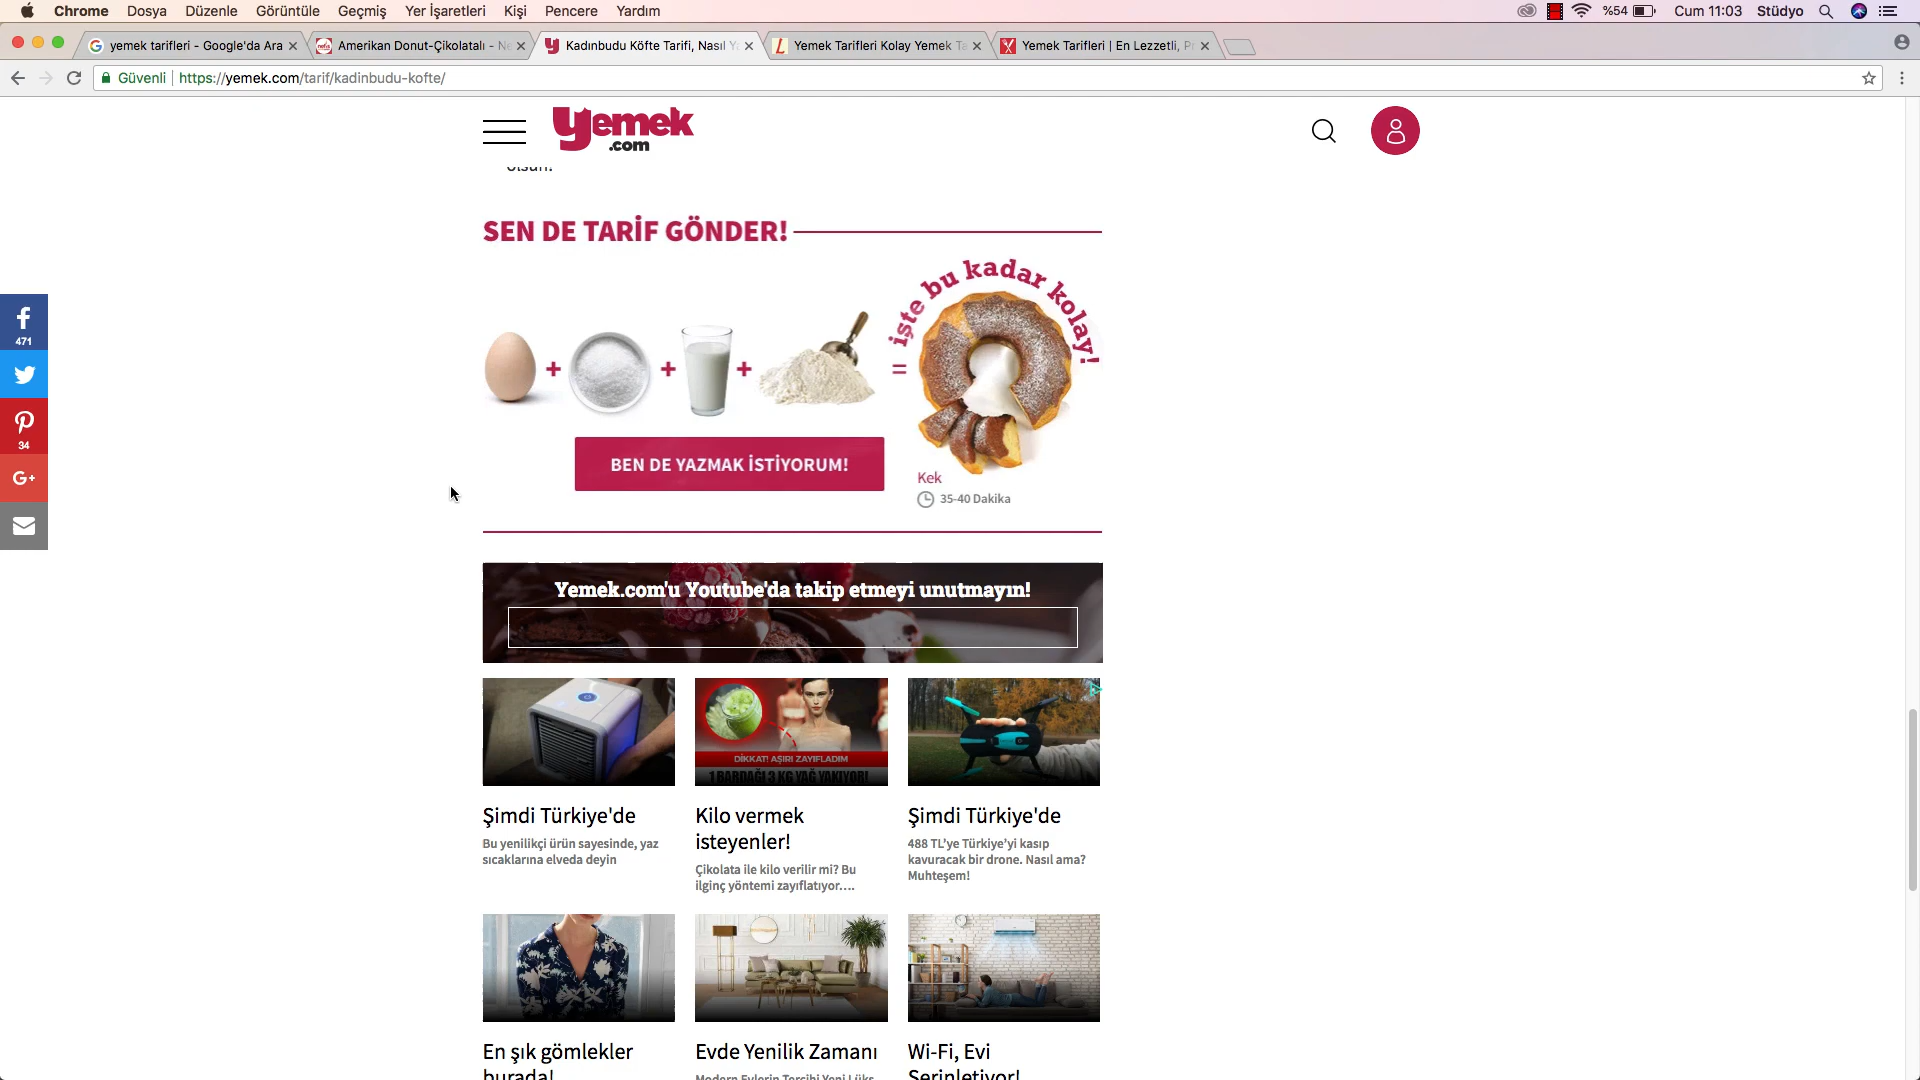 Chrome Dosya Düzenle Görüntüle Geçmiş Yer İşaretleri Kişi Pencere Yardım %54 Cum 11:03 Stüdyo
yemek tarifleri - Google'da Ara Amerikan Donut-Çikolatalı - Ne Kadınbudu Köfte Tarifi, Nasıl Ya Yemek Tarifleri Kolay Yemek Ta Yemek Tarifleri | En Lezzetli, Pr
Güvenli https://yemek.com/tarif/kadinbudu-kofte/
yemek
.com
olsun!
SEN DE TARİF GÖNDER!
işte bu kadar kolay!
471
34
G+
+ + + =
BEN DE YAZMAK İSTİYORUM!
Kek
35-40 Dakika
Yemek.com'u Youtube'da takip etmeyi unutmayın!
DİKKAT! AŞIRI ZAYIFLADIM
1 BARDAĞI 3 KG YAĞ YAKIYOR!
Şimdi Türkiye'de
Bu yenilikçi ürün sayesinde, yaz
sıcaklarına elveda deyin
Kilo vermek
isteyenler!
Çikolata ile kilo verilir mi? Bu
ilginç yöntemi zayıflatıyor....
Şimdi Türkiye'de
488 TL'ye Türkiye'yi kasıp
kavuracak bir drone. Nasıl ama?
Muhteşem!
En şık gömlekler
burada!
Evde Yenilik Zamanı
Modern Evlerin Tercihi Yeni Lüks
Wi-Fi, Evi
Serinletiyor!